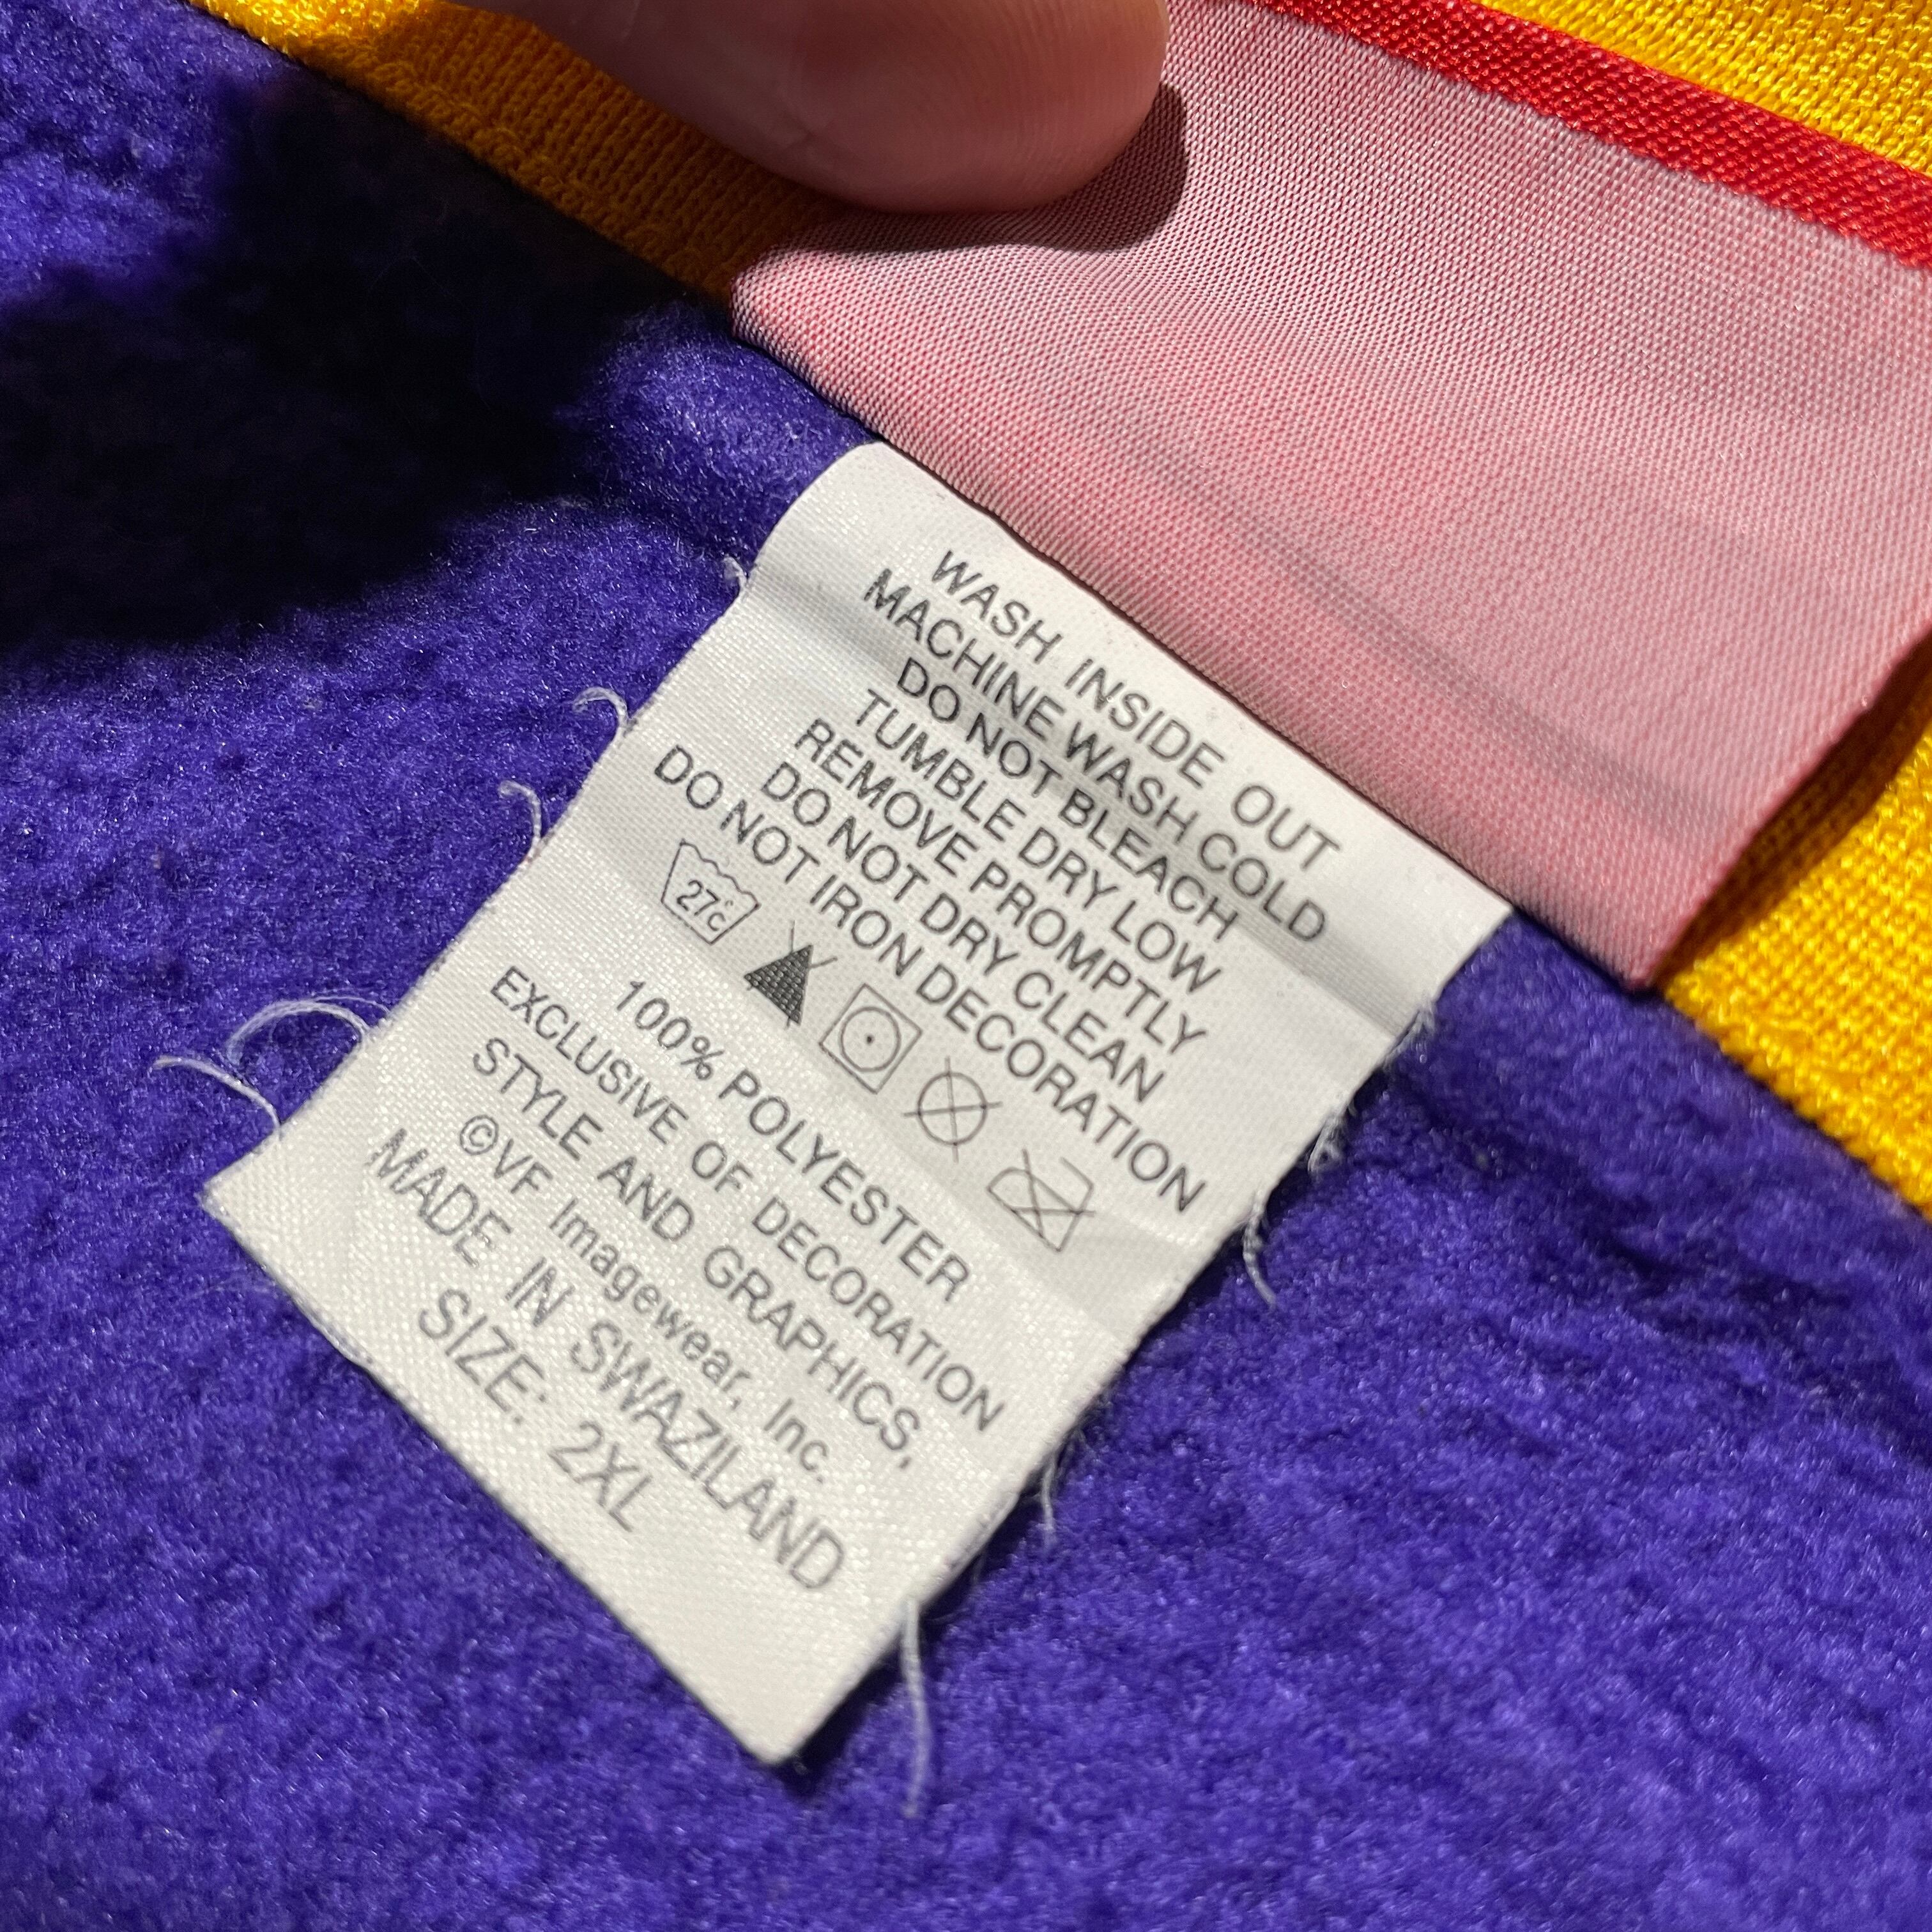 WASH INSIDE OUT
MACHINE WASH COLD
DO NOT BLEACH
TUMBLE DRY LOW
REMOVE PROMPTLY
DO NOT DRY CLEAN
DO NOT IRON DECORATION
27°C
100% POLYESTER
EXCLUSIVE OF DECORATION
STYLE AND GRAPHICS,
©VF Imagewear, Inc.
MADE IN SWAZILAND
SIZE: 2XL